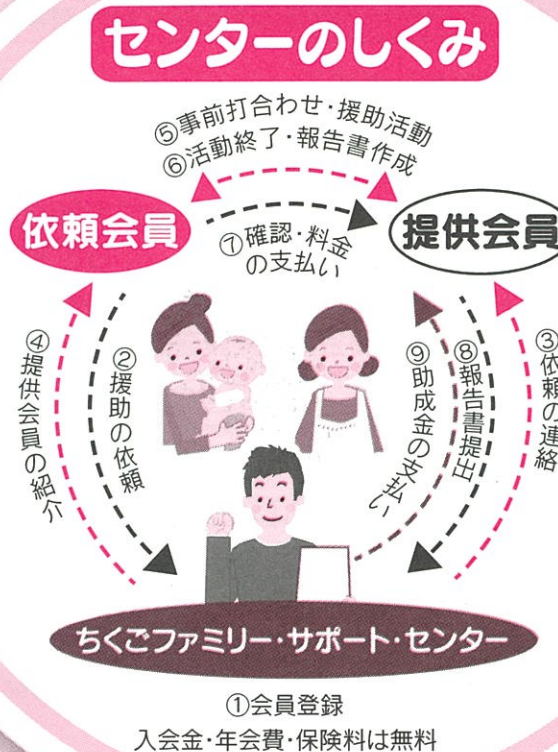 センターのしくみ
⑤事前打合わせ・援助活動
⑥活動終了・報告書作成
依頼会員
⑦確認・料金
の支払い
提供会員
④提供会員の紹介
②援助の依頼
⑨助成金の支払い
⑧報告書提出
③依頼の連絡
ちくごファミリー・サポート・センター
①会員登録
入会金・年会費・保険料は無料